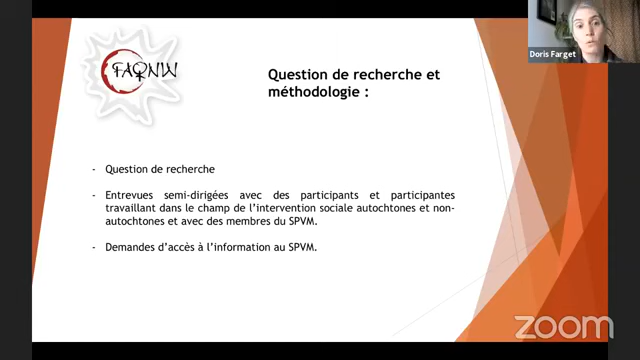 Doris Farget
FAQNW
Question de recherche et
méthodologie :
- Question de recherche
- Entrevues semi-dirigées avec des participants et participantes
travaillant dans le champ de l'intervention sociale autochtones et non-
autochtones et avec des membres du SPVM.
- Demandes d'accès à l'information au SPVM.
zoom